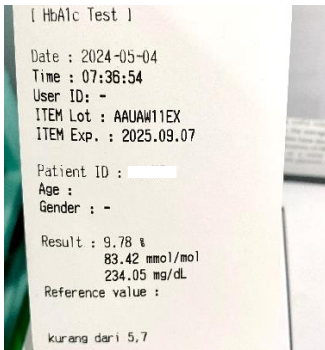 [ HbA1c Test ]
Date : 2024-05-04
Time : 07:36:54
User ID: -
ITEM Lot : AAUAW11EX
ITEM Exp. : 2025.09.07
Patient ID :
Age :
Gender : -
Result : 9.78 %
83.42 mmol/mol
234.05 mg/dL
Reference value :
kurang dari 5,7